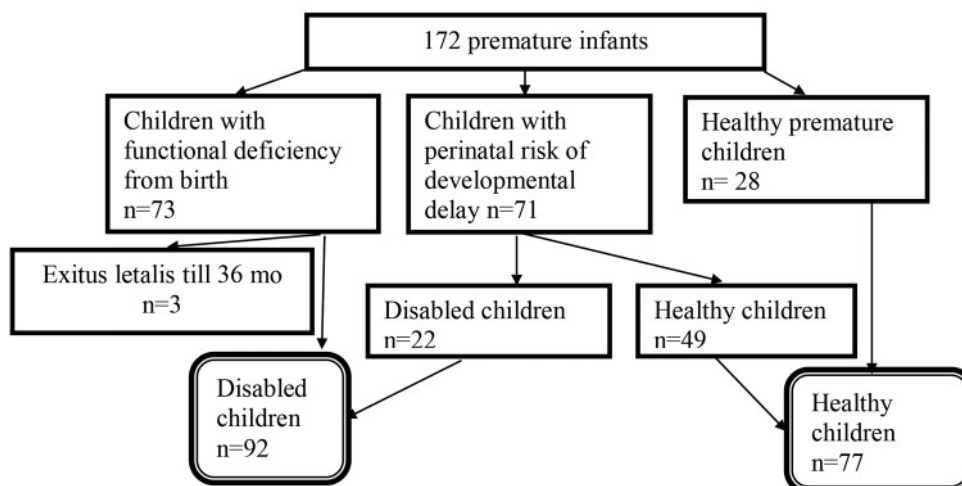 172 premature infants
Children with
functional deficiency
from birth
n=73
Children with
perinatal risk of
developmental
delay n=71
Healthy premature
children
n= 28
Exitus letalis till 36 mo
n=3
Disabled children
n=22
Healthy children
n=49
Disabled
children
n=92
Healthy
children
n=77